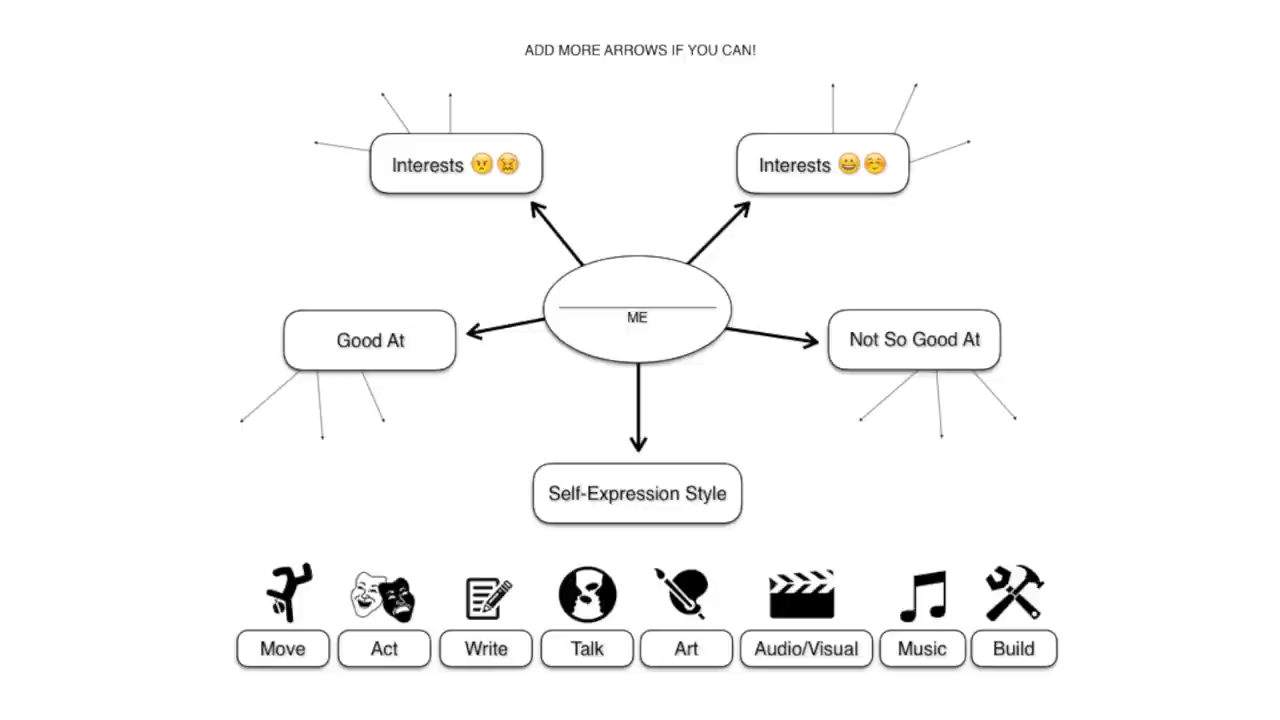 ADD MORE ARROWS IF YOU CAN!
Interests 😠😖
Interests 😀☺️
ME
Good At
Not So Good At
Self-Expression Style
Move
Act
Write
Talk
Art
Audio/Visual
Music
Build